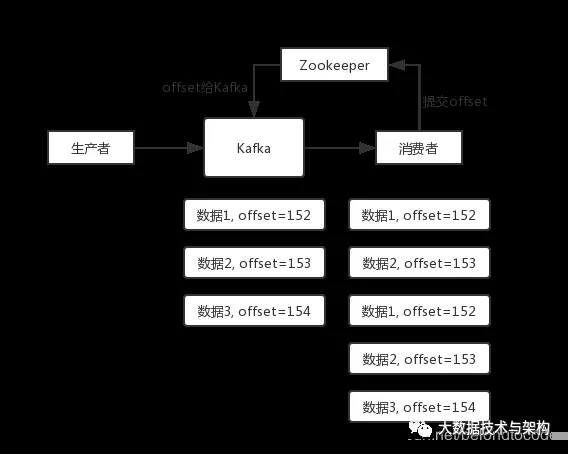 Zookeeper
offset给Kafka
提交offset
生产者
Kafka
消费者
数据1, offset=152
数据1, offset=152
数据2, offset=153
数据2, offset=153
数据3, offset=154
数据1, offset=152
数据2, offset=153
数据3, offset=154
大数据技术与架构